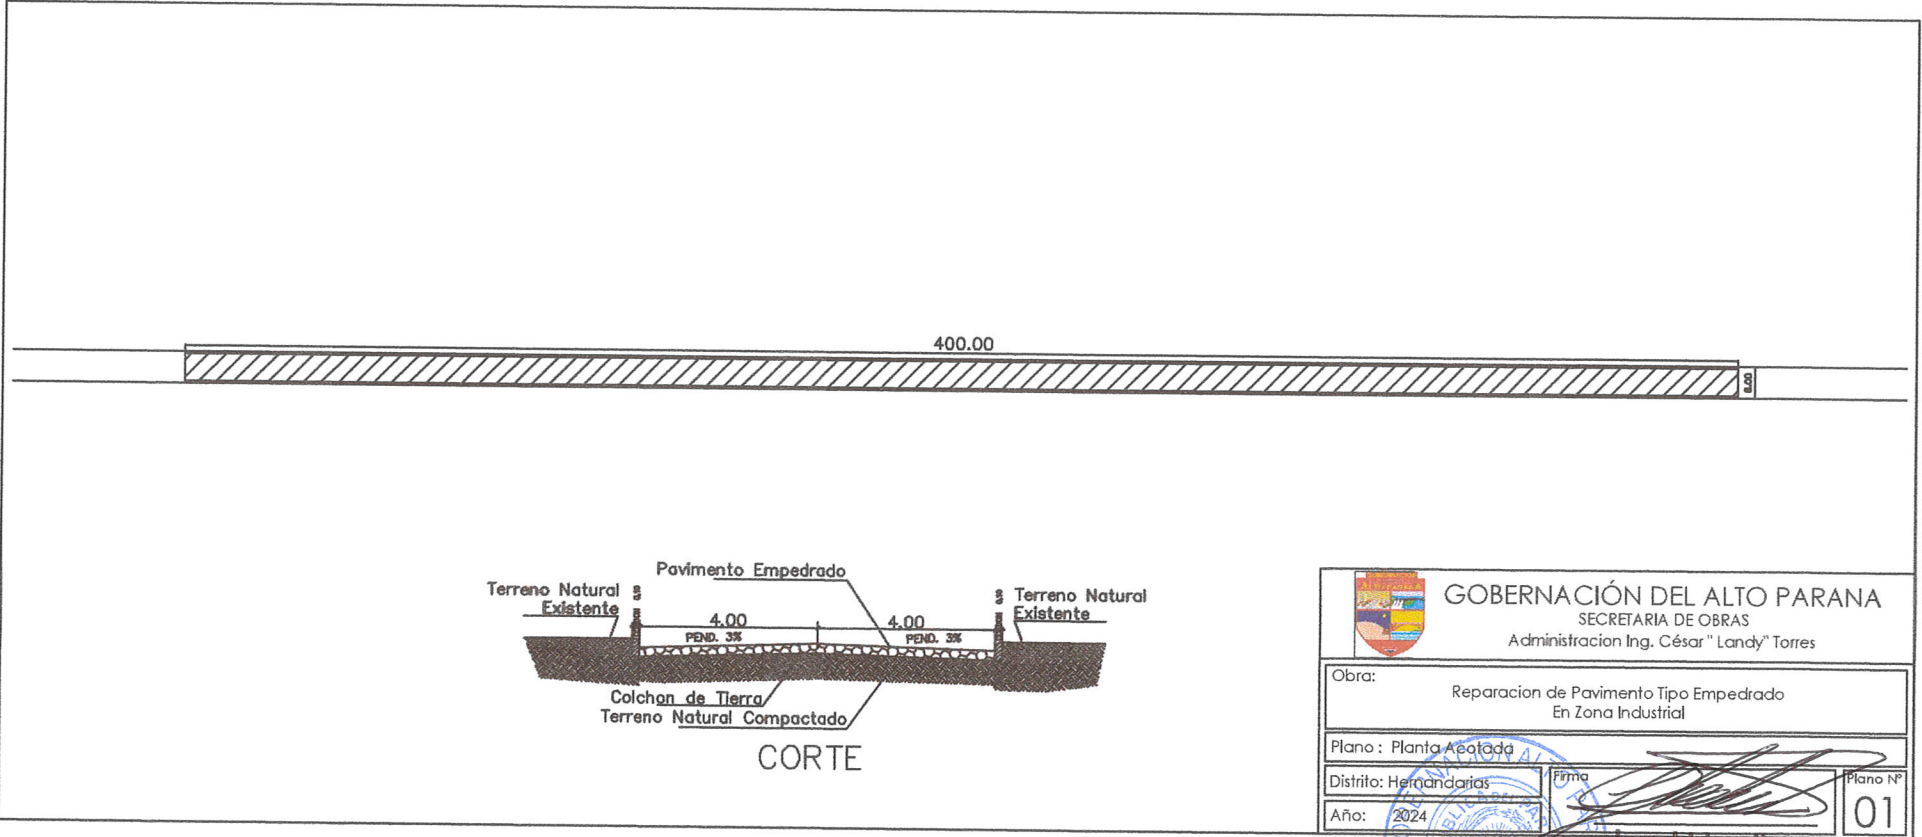 400.00
8.00
Pavimento Empedrado
Terreno Natural
Existente
Terreno Natural
Existente
4.00
4.00
PEND. 3%
PEND. 3%
Colchon de Tierra
Terreno Natural Compactado
CORTE
GOBERNACIÓN DEL ALTO PARANA
SECRETARIA DE OBRAS
Administracion Ing. César " Landy" Torres
Obra:
Reparacion de Pavimento Tipo Empedrado
En Zona Industrial
Plano : Planta Acotada
Distrito: Hernandarias
Firma
Plano Nº
Año: 2024
01